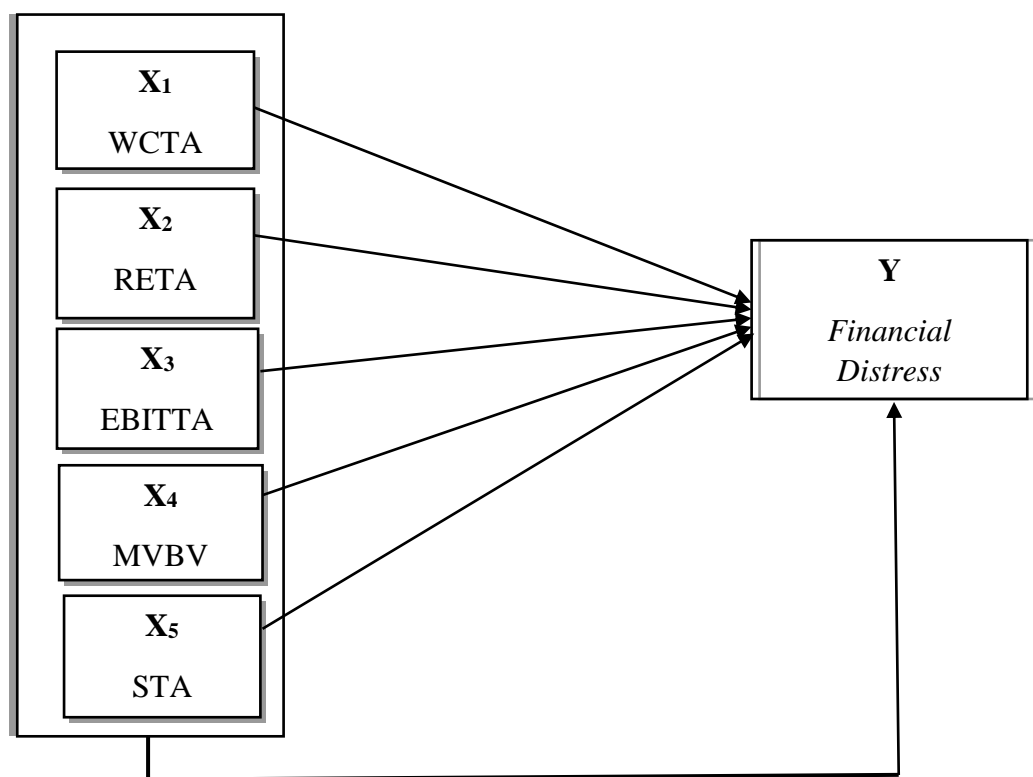 X1
WCTA
X2
RETA
X3
EBITTA
X4
MVBV
X5
STA
Y
Financial
Distress